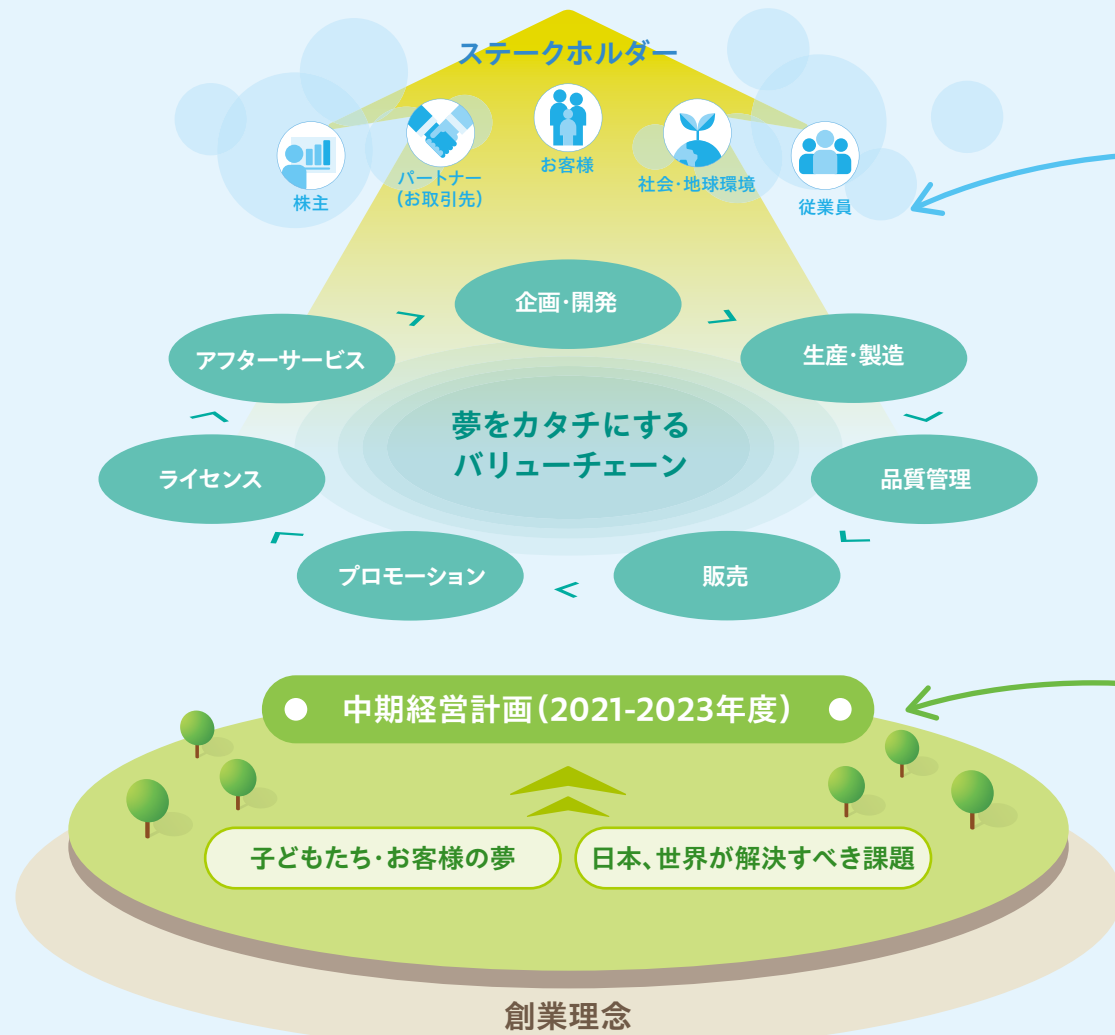 ステークホルダー
株主
パートナー
(お取引先)
お客様
社会・地球環境
従業員
企画・開発
生産・製造
品質管理
販売
プロモーション
ライセンス
アフターサービス
夢をカタチにする
バリューチェーン
中期経営計画(2021-2023年度)
子どもたち・お客様の夢
日本、世界が解決すべき課題
創業理念